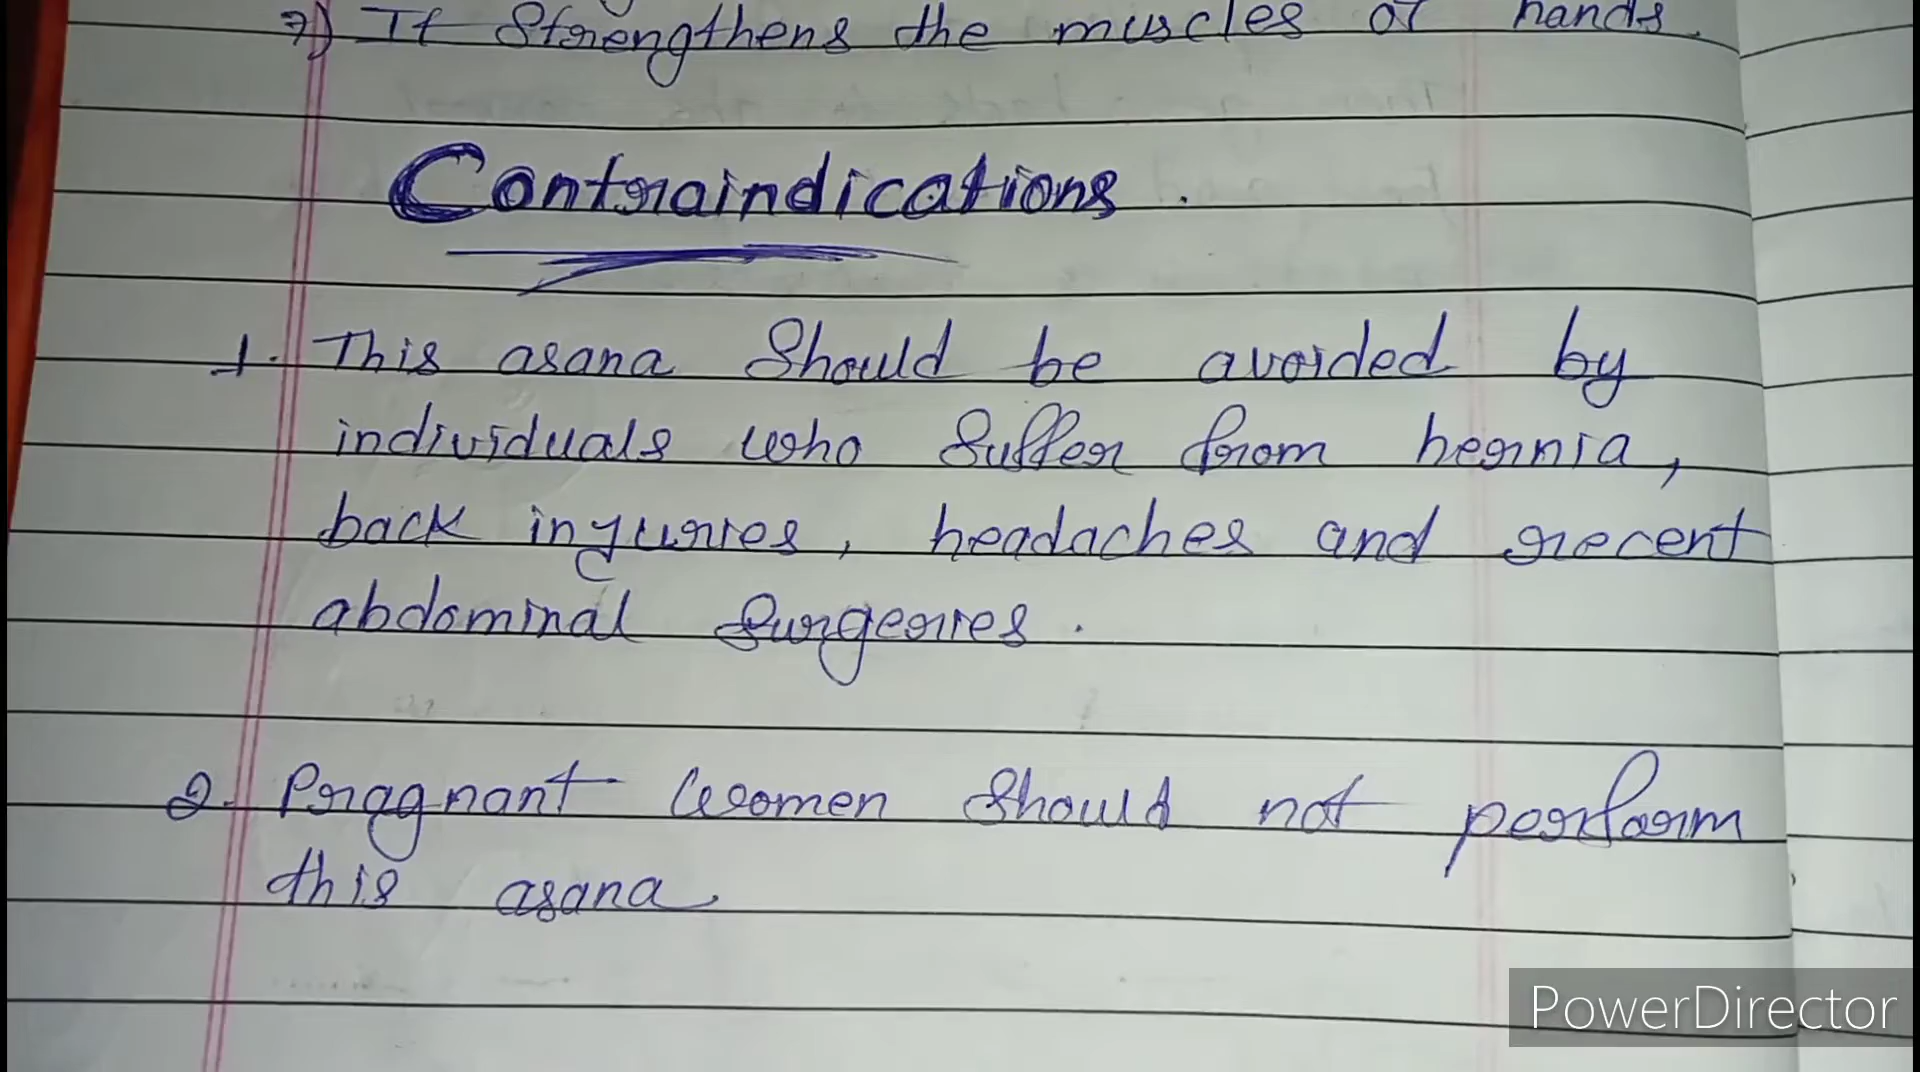 7) It Strengthens the muscles of hands.
Contraindications.
1. This asana Should be avoided by
individuals who Suffer from hernia,
back injuries, headaches and recent
abdominal Surgeries.
2. Pragnant Women Should not perform
this asana.
PowerDirector